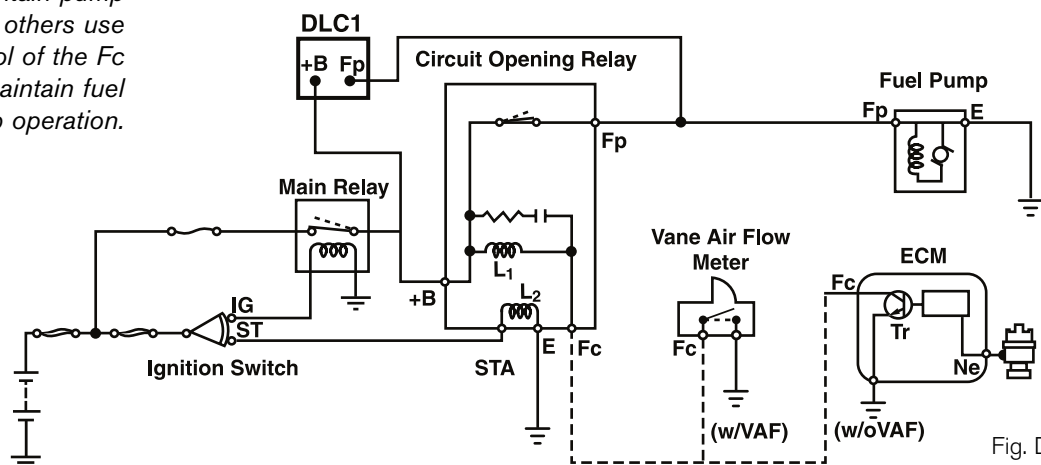 ntain pump
others use
ol of the Fc
aintain fuel
o operation.
DLC1
+B Fp
Circuit Opening Relay
Fuel Pump
Fp E
Fp
Main Relay
Vane Air Flow
Meter
ECM
L1
Fc
+B
L2
IG
ST
Tr
E Fc
Fc
Ne
Ignition Switch
STA
(w/VAF)
(w/oVAF)
Fig. D